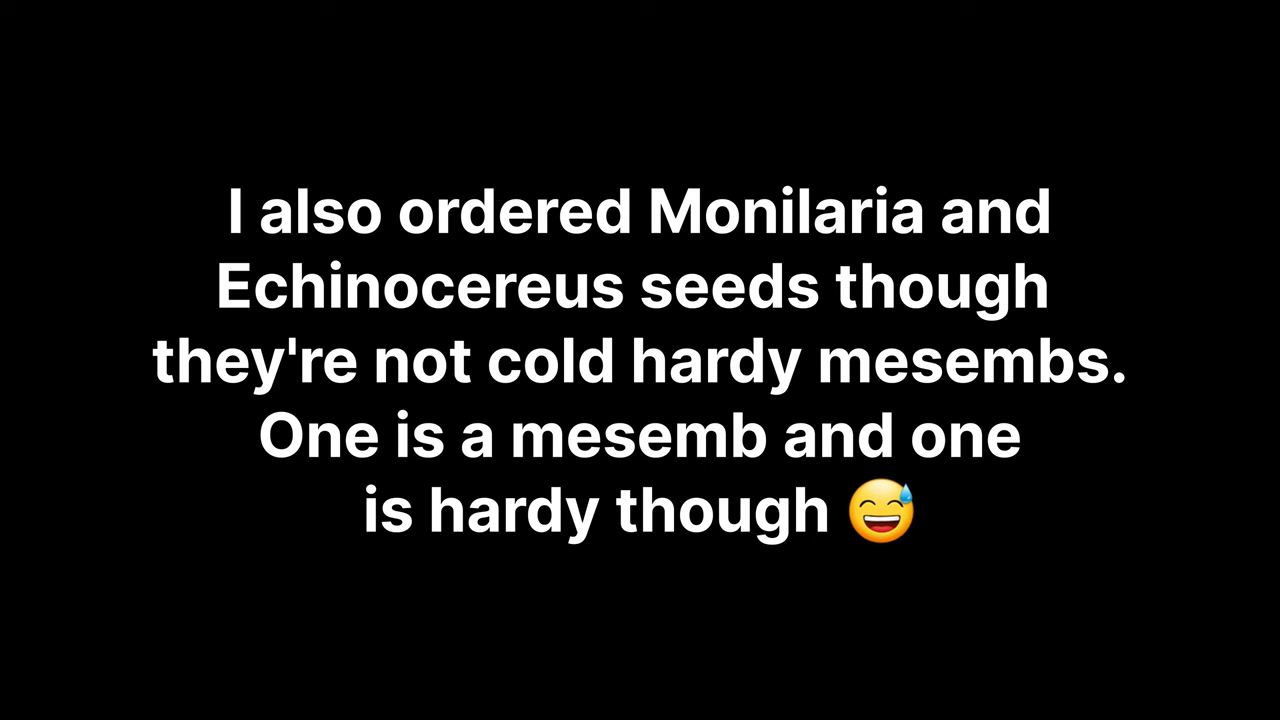 I also ordered Monilaria and
Echinocereus seeds though
they're not cold hardy mesembs.
One is a mesemb and one
is hardy though 😅